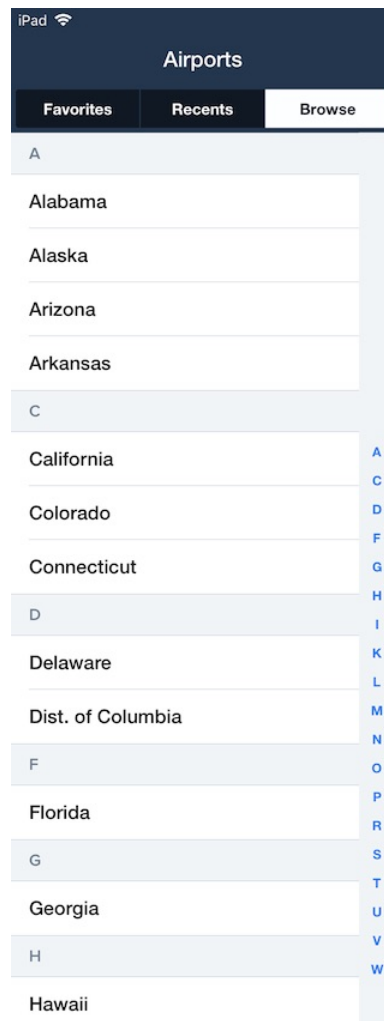 iPad
Airports
Favorites Recents Browse
A
Alabama
Alaska
Arizona
Arkansas
C
California
Colorado
Connecticut
D
Delaware
Dist. of Columbia
F
Florida
G
Georgia
H
Hawaii
A
C
D
F
G
H
I
K
L
M
N
O
P
R
S
T
U
V
W